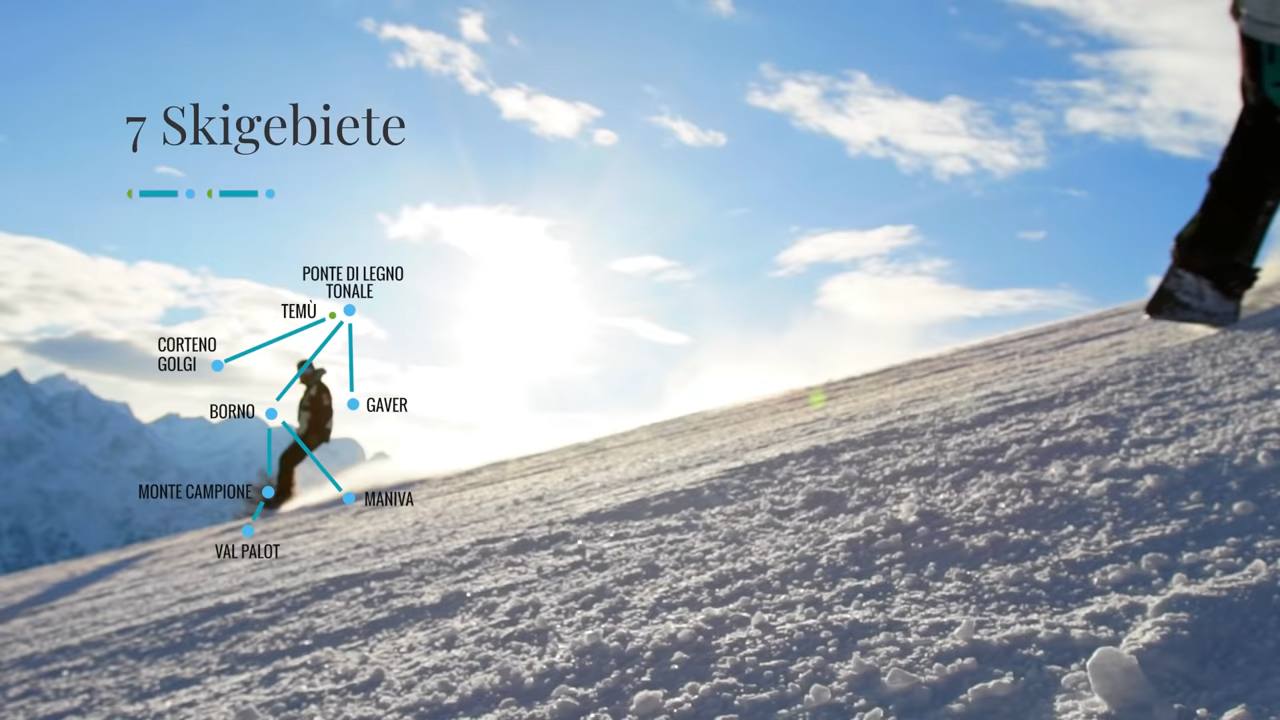 7 Skigebiete
PONTE DI LEGNO
TONALE
TEMÙ
CORTENO
GOLGI
BORNO
GAVER
MONTE CAMPIONE
MANIVA
VAL PALOT